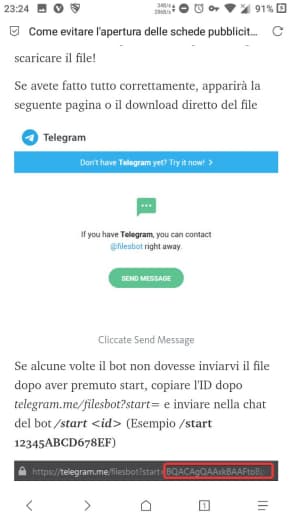 23:24
91%
Come evitare l'apertura delle schede pubblicit...
scaricare il file!
Se avete fatto tutto correttamente, apparirà la
seguente pagina o il download diretto del file
Telegram
Don't have Telegram yet? Try it now! >
If you have Telegram, you can contact
@filesbot right away.
SEND MESSAGE
Cliccate Send Message
Se alcune volte il bot non dovesse inviarvi il file
dopo aver premuto start, copiare l'ID dopo
telegram.me/filesbot?start= e inviare nella chat
del bot /start <id> (Esempio /start
12345ABCD678EF)
https://telegram.me/filesbot?start=
1